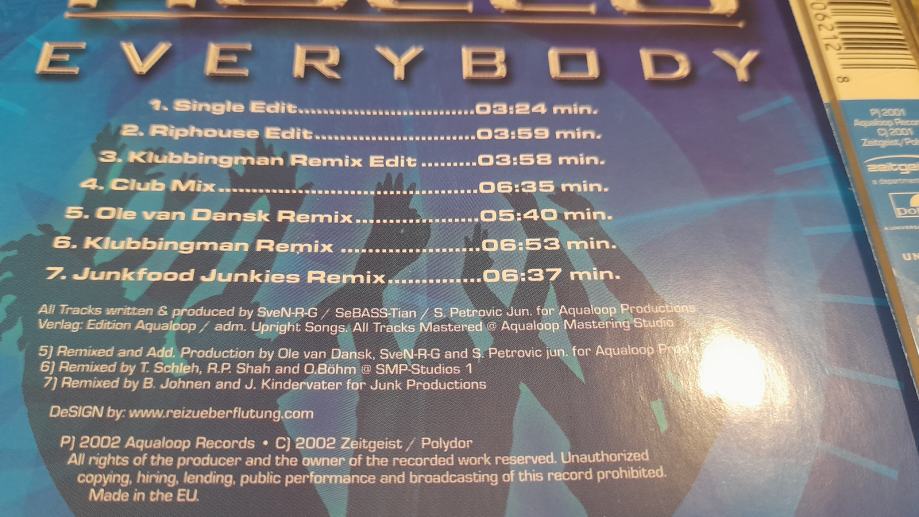 EVERYBODY
1. Single Edit..........................03:24 min.
2. Riphouse Edit........................03:59 min.
3. Klubbingman Remix Edit........03:58 min.
4. Club Mix.......................................06:35 min.
5. Ole van Dansk Remix..................05:40 min.
6. Klubbingman Remix ....................06:53 min.
7. Junkfood Junkies Remix.............06:37 min.
All Tracks written & produced by SveN-R-G / SeBASS-Tian / S. Petrovic Jun. for Aqualoop Productions
Verlag: Edition Aqualoop / adm. Upright Songs. All Tracks Mastered @ Aqualoop Mastering Studio
5) Remixed and Add. Production by Ole van Dansk, SveN-R-G and S. Petrovic jun. for Aqualoop
6) Remixed by T. Schleh, R.P. Shah and O.Böhm @ SMP-Studios 1
7) Remixed by B. Johnen and J. Kindervater for Junk Productions
DeSIGN by: www.reizueberflutung.com
P) 2002 Aqualoop Records • C) 2002 Zeitgeist / Polydor
All rights of the producer and the owner of the recorded work reserved. Unauthorized
copying, hiring, lending, public performance and broadcasting of this record prohibited.
Made in the EU.
06212
8
P) 2001
Aqualoop
C) 2001
zeitgei